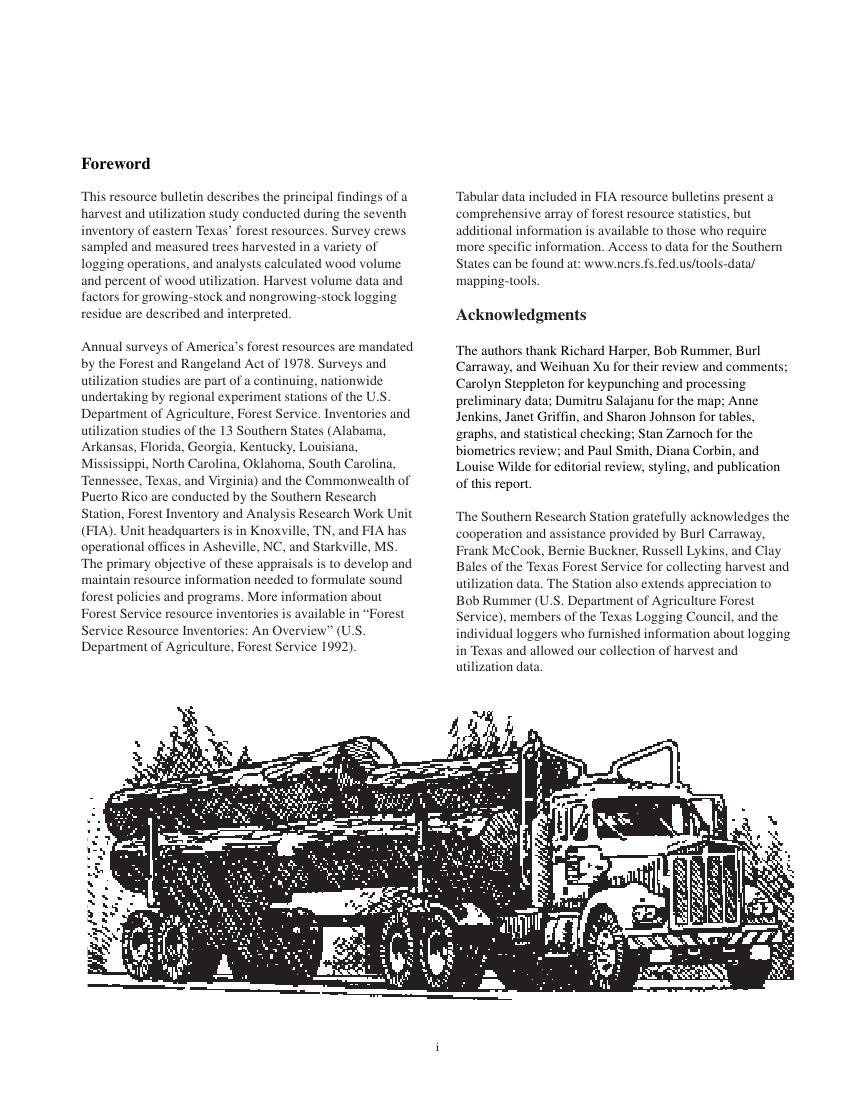 Foreword
This resource bulletin describes the principal findings of a
harvest and utilization study conducted during the seventh
inventory of eastern Texas’ forest resources. Survey crews
sampled and measured trees harvested in a variety of
logging operations, and analysts calculated wood volume
and percent of wood utilization. Harvest volume data and
factors for growing-stock and nongrowing-stock logging
residue are described and interpreted.
Annual surveys of America’s forest resources are mandated
by the Forest and Rangeland Act of 1978. Surveys and
utilization studies are part of a continuing, nationwide
undertaking by regional experiment stations of the U.S.
Department of Agriculture, Forest Service. Inventories and
utilization studies of the 13 Southern States (Alabama,
Arkansas, Florida, Georgia, Kentucky, Louisiana,
Mississippi, North Carolina, Oklahoma, South Carolina,
Tennessee, Texas, and Virginia) and the Commonwealth of
Puerto Rico are conducted by the Southern Research
Station, Forest Inventory and Analysis Research Work Unit
(FIA). Unit headquarters is in Knoxville, TN, and FIA has
operational offices in Asheville, NC, and Starkville, MS.
The primary objective of these appraisals is to develop and
maintain resource information needed to formulate sound
forest policies and programs. More information about
Forest Service resource inventories is available in “Forest
Service Resource Inventories: An Overview” (U.S.
Department of Agriculture, Forest Service 1992).
Tabular data included in FIA resource bulletins present a
comprehensive array of forest resource statistics, but
additional information is available to those who require
more specific information. Access to data for the Southern
States can be found at: www.ncrs.fs.fed.us/tools-data/
mapping-tools.
Acknowledgments
The authors thank Richard Harper, Bob Rummer, Burl
Carraway, and Weihuan Xu for their review and comments;
Carolyn Steppleton for keypunching and processing
preliminary data; Dumitru Salajanu for the map; Anne
Jenkins, Janet Griffin, and Sharon Johnson for tables,
graphs, and statistical checking; Stan Zarnoch for the
biometrics review; and Paul Smith, Diana Corbin, and
Louise Wilde for editorial review, styling, and publication
of this report.
The Southern Research Station gratefully acknowledges the
cooperation and assistance provided by Burl Carraway,
Frank McCook, Bernie Buckner, Russell Lykins, and Clay
Bales of the Texas Forest Service for collecting harvest and
utilization data. The Station also extends appreciation to
Bob Rummer (U.S. Department of Agriculture Forest
Service), members of the Texas Logging Council, and the
individual loggers who furnished information about logging
in Texas and allowed our collection of harvest and
utilization data.
i